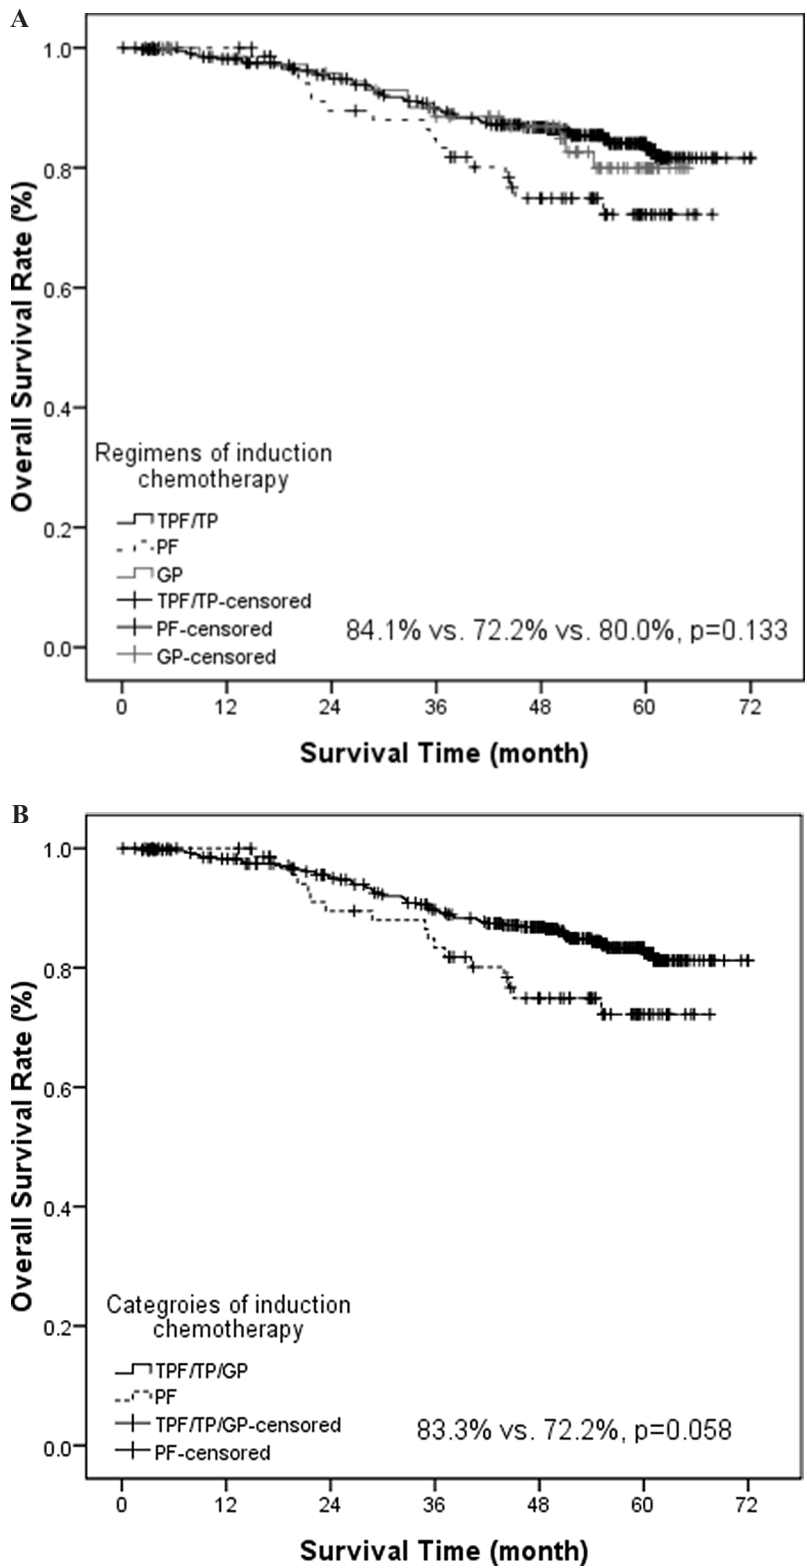 A
Overall Survival Rate (%)
1.0
0.8
0.6
0.4
0.2
0.0
Regimens of induction
chemotherapy
TPF/TP
PF
GP
TPF/TP-censored
PF-censored
GP-censored
84.1% vs. 72.2% vs. 80.0%, p=0.133
0 12 24 36 48 60 72
Survival Time (month)
B
Overall Survival Rate (%)
1.0
0.8
0.6
0.4
0.2
0.0
Categroies of induction
chemotherapy
TPF/TP/GP
PF
TPF/TP/GP-censored
PF-censored
83.3% vs. 72.2%, p=0.058
0 12 24 36 48 60 72
Survival Time (month)